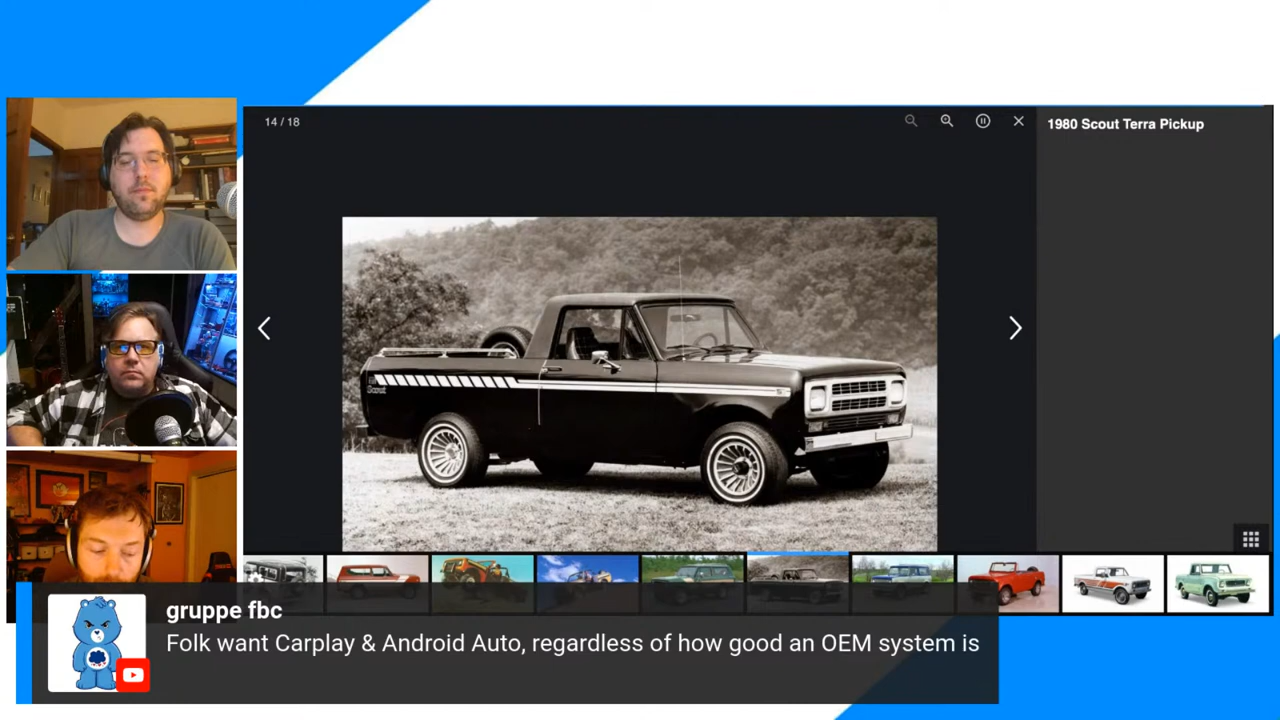 14 / 18
1980 Scout Terra Pickup
Scout
gruppe fbc
Folk want Carplay & Android Auto, regardless of how good an OEM system is